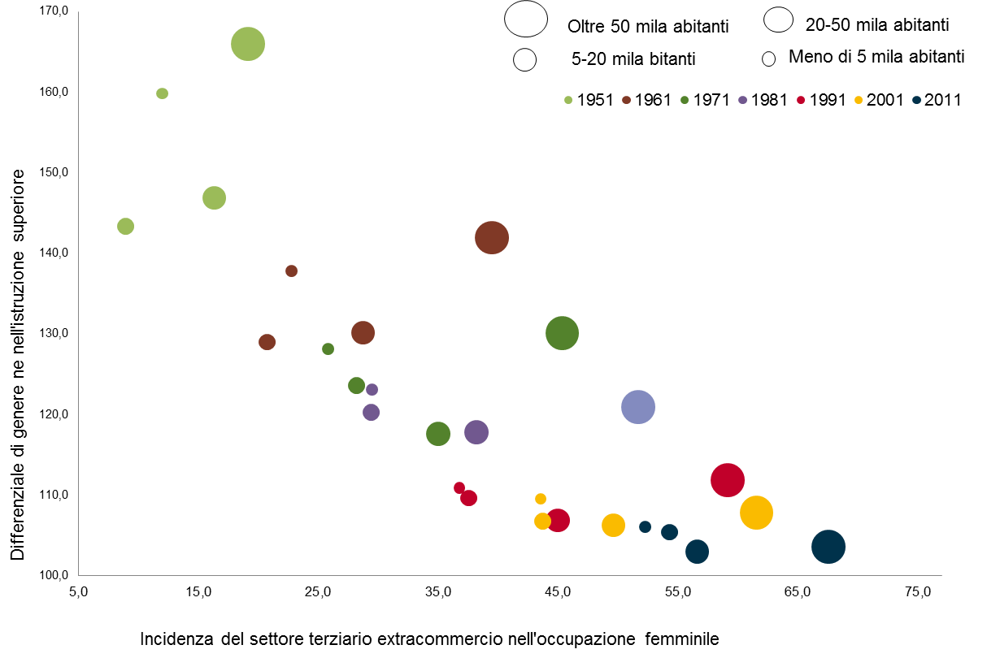 170,0
160,0
150,0
140,0
130,0
120,0
110,0
100,0
5,0 15,0 25,0 35,0 45,0 55,0 65,0 75,0
Differenziale di genere ne nell'istruzione superiore
Incidenza del settore terziario extracommercio nell'occupazione femminile
Oltre 50 mila abitanti 20-50 mila abitanti
5-20 mila bitanti Meno di 5 mila abitanti
1951 1961 1971 1981 1991 2001 2011